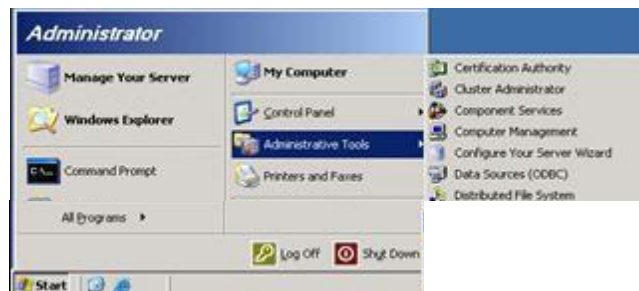 Administrator
Manage Your Server
Windows Explorer
Command Prompt
All Programs
My Computer
Control Panel
Administrative Tools
Printers and Faxes
Certification Authority
Cluster Administrator
Component Services
Computer Management
Configure Your Server Wizard
Data Sources (ODBC)
Distributed File System
Log Off
Shut Down
Start